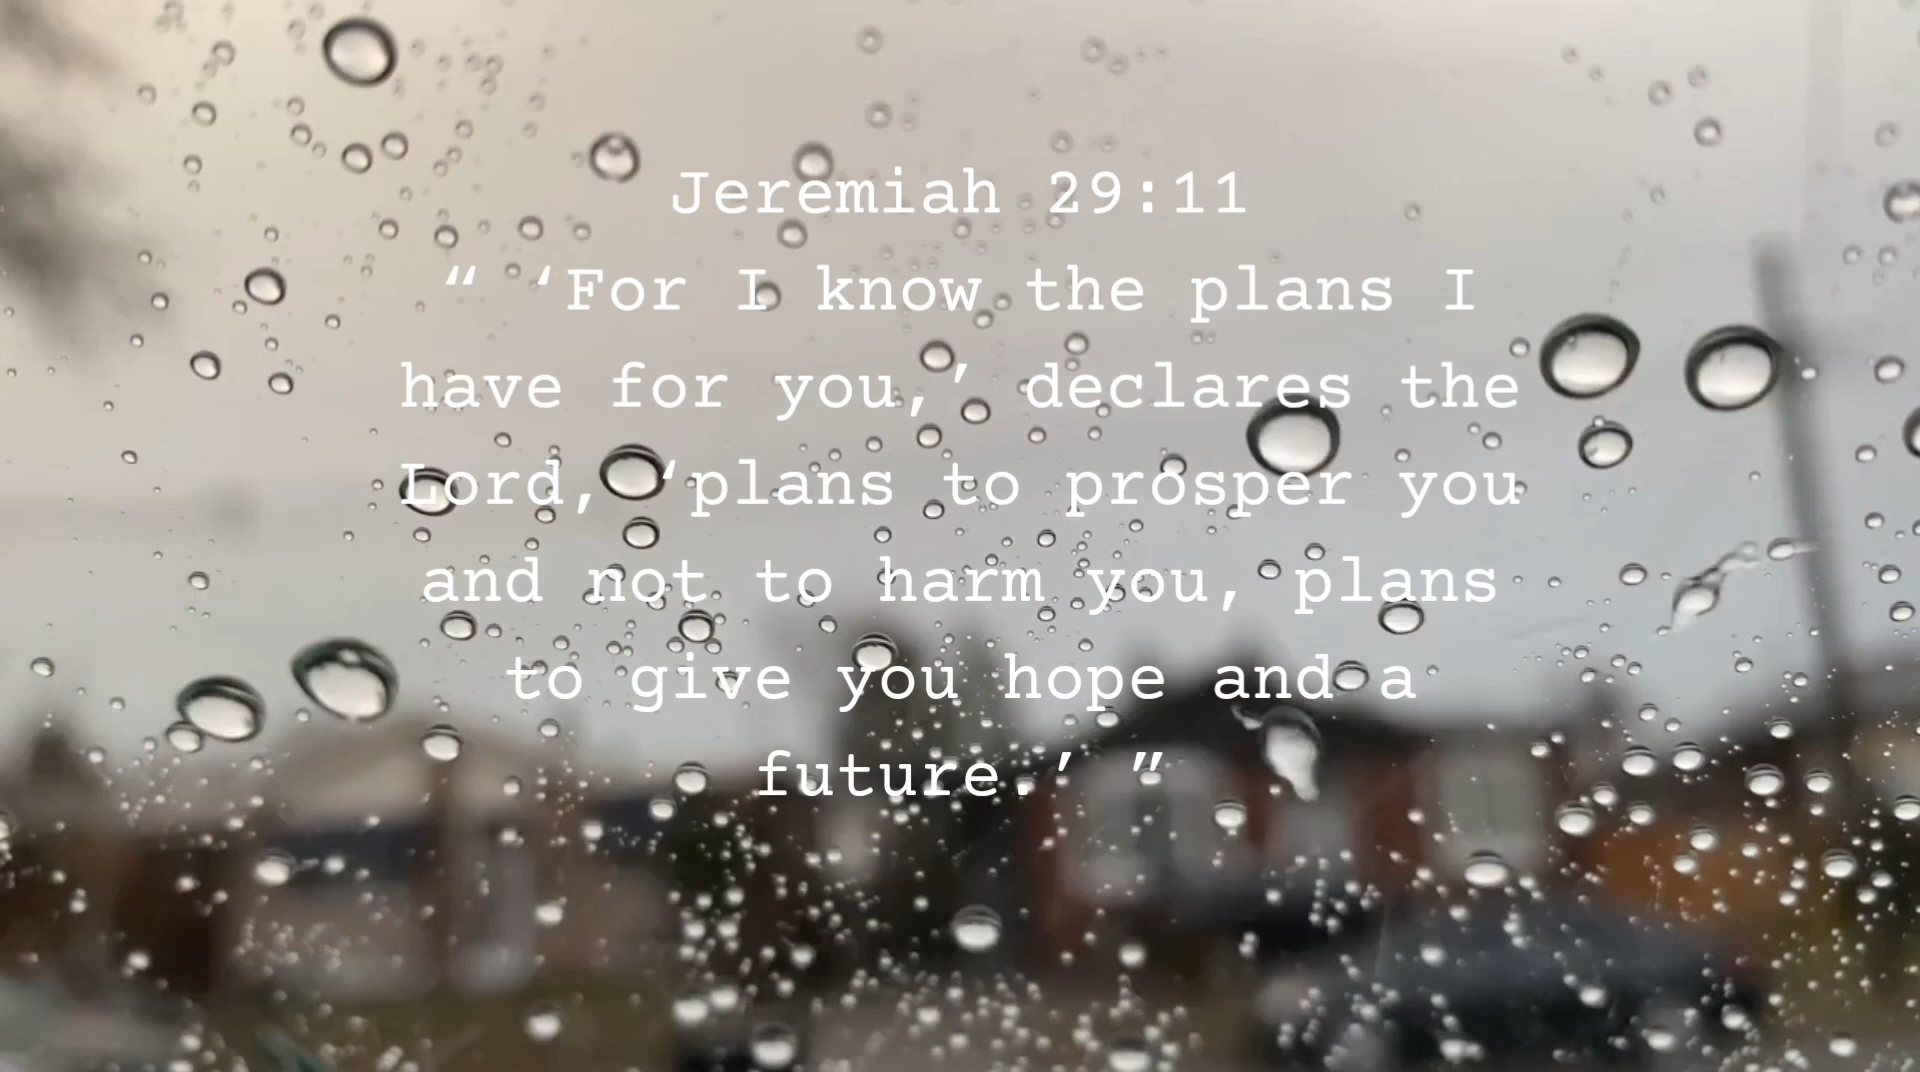 Jeremiah 29:11
“ ‘For I know the plans I
have for you,’ declares the
Lord, ‘plans to prosper you
and not to harm you, plans
to give you hope and a
future.’ ”